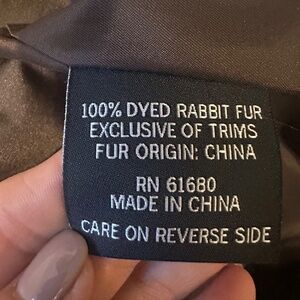 100% DYED RABBIT FUR
EXCLUSIVE OF TRIMS
FUR ORIGIN: CHINA
RN 61680
MADE IN CHINA
CARE ON REVERSE SIDE